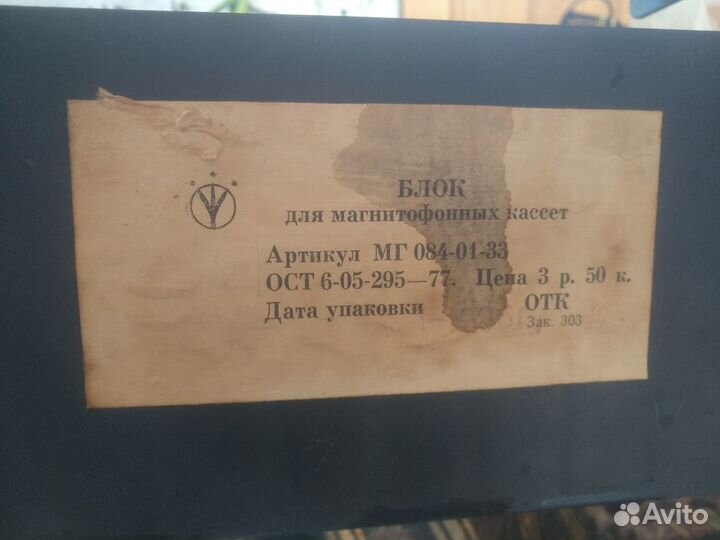 БЛОК
для магнитофонных кассет
Артикул МГ 084-01-33
ОСТ 6-05-295—77. Цена 3 р. 50 к.
Дата упаковки ОТК
Зак. 303
Avito